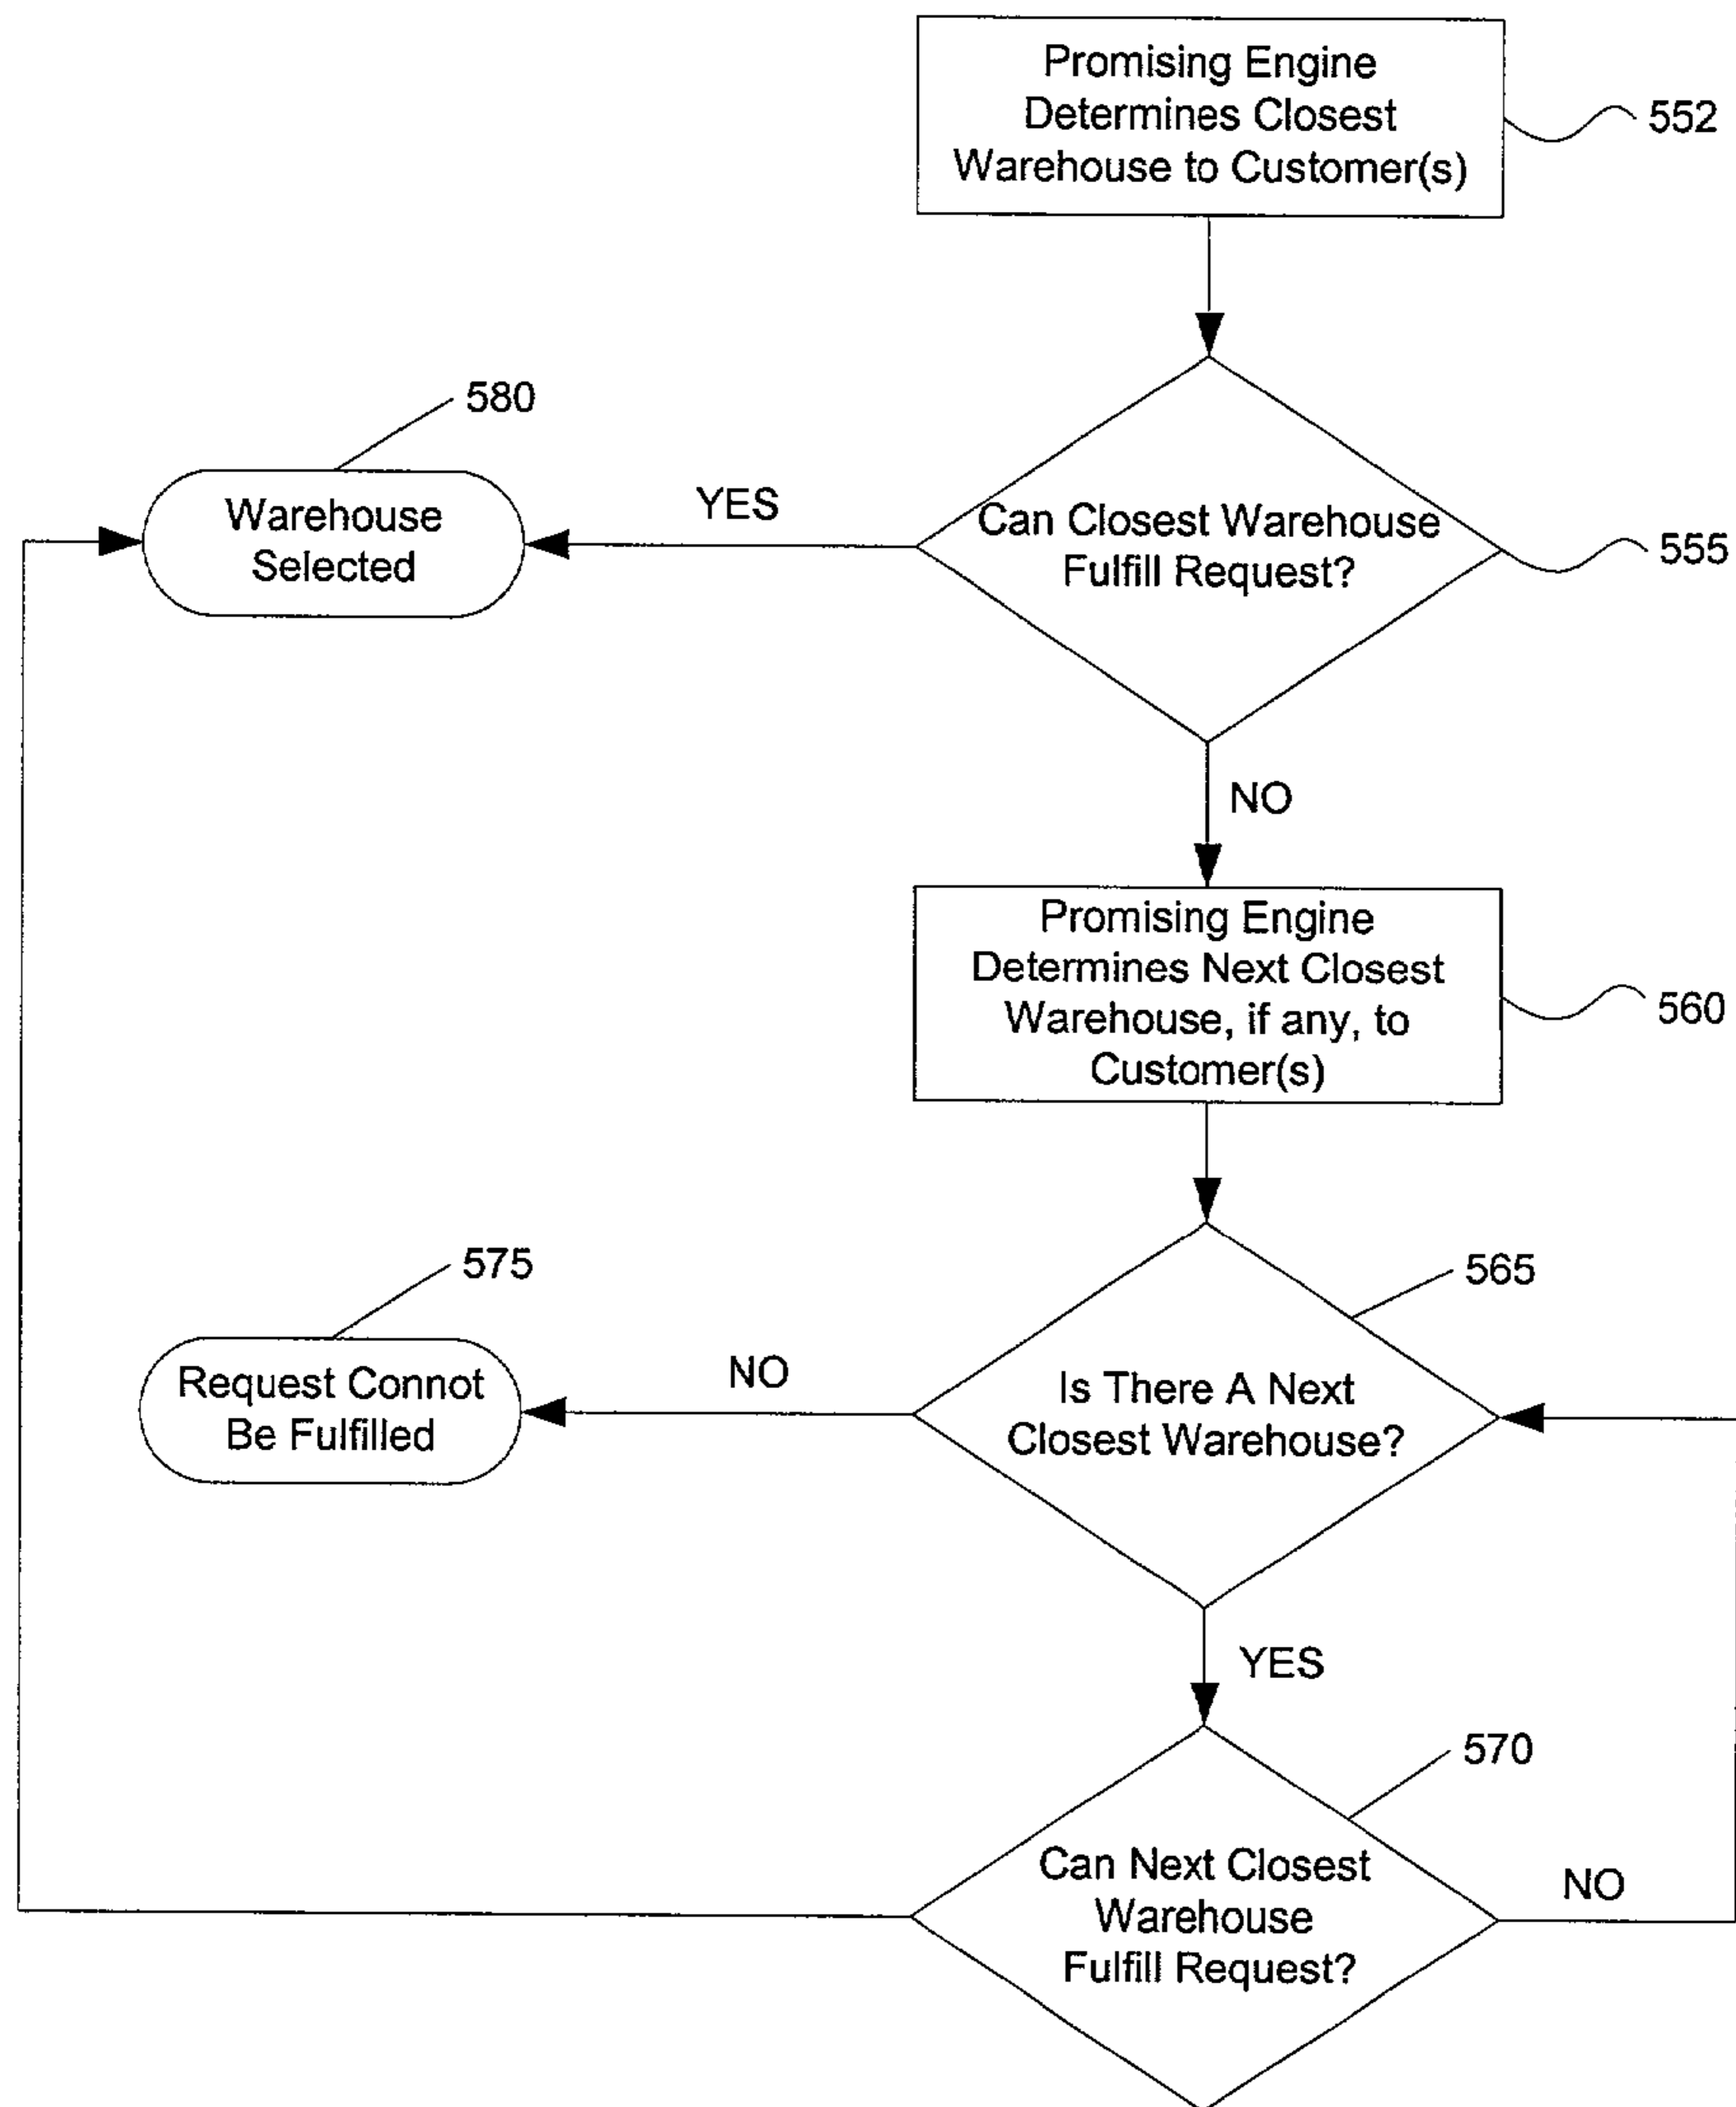 Promising Engine
Determines Closest
Warehouse to Customer(s)
552
580
Warehouse
Selected
YES
Can Closest Warehouse
Fulfill Request?
555
NO
Promising Engine
Determines Next Closest
Warehouse, if any, to
Customer(s)
560
575
Request Connot
Be Fulfilled
NO
565
Is There A Next
Closest Warehouse?
YES
570
Can Next Closest
Warehouse
Fulfill Request?
NO